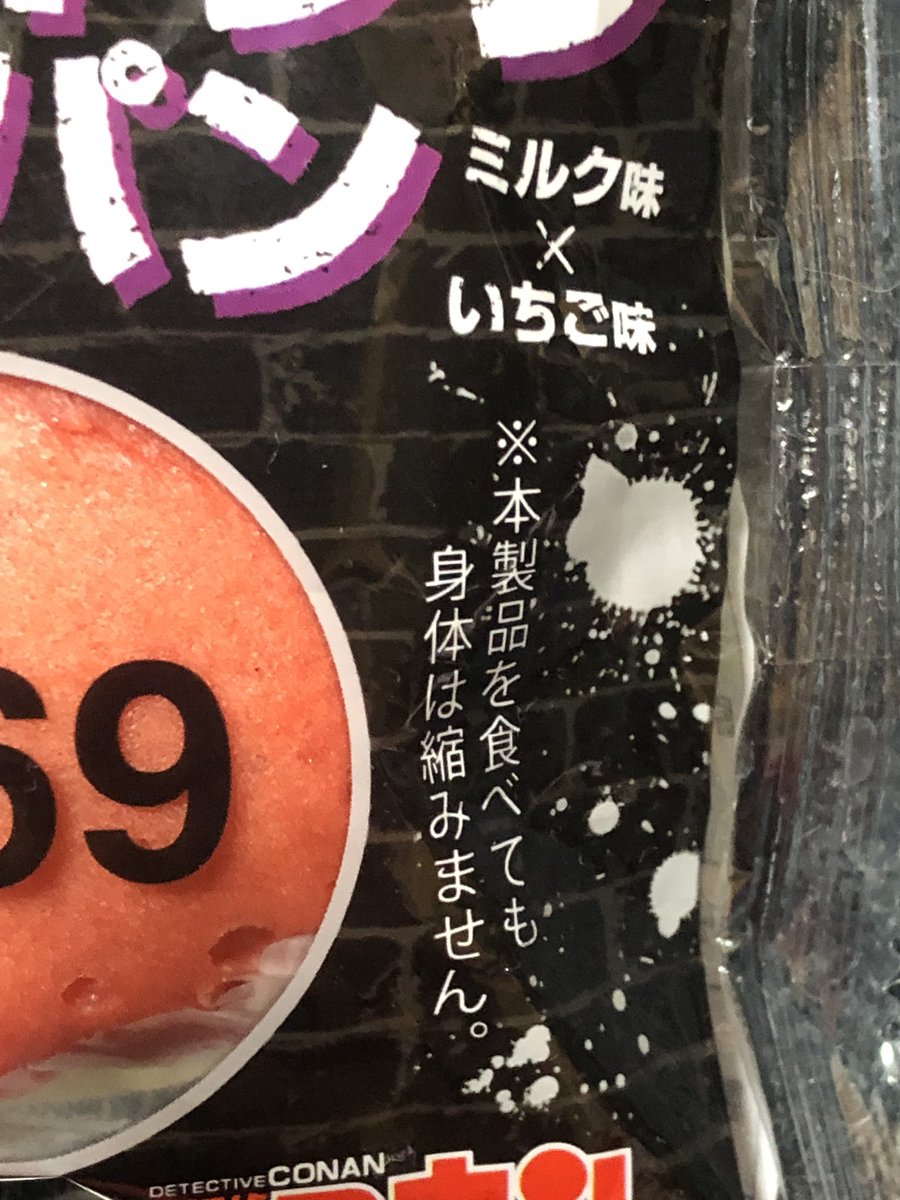 パン
ミルク味
×
いちご味
※本製品を食べても
身体は縮みません。
69
DETECTIVE CONAN